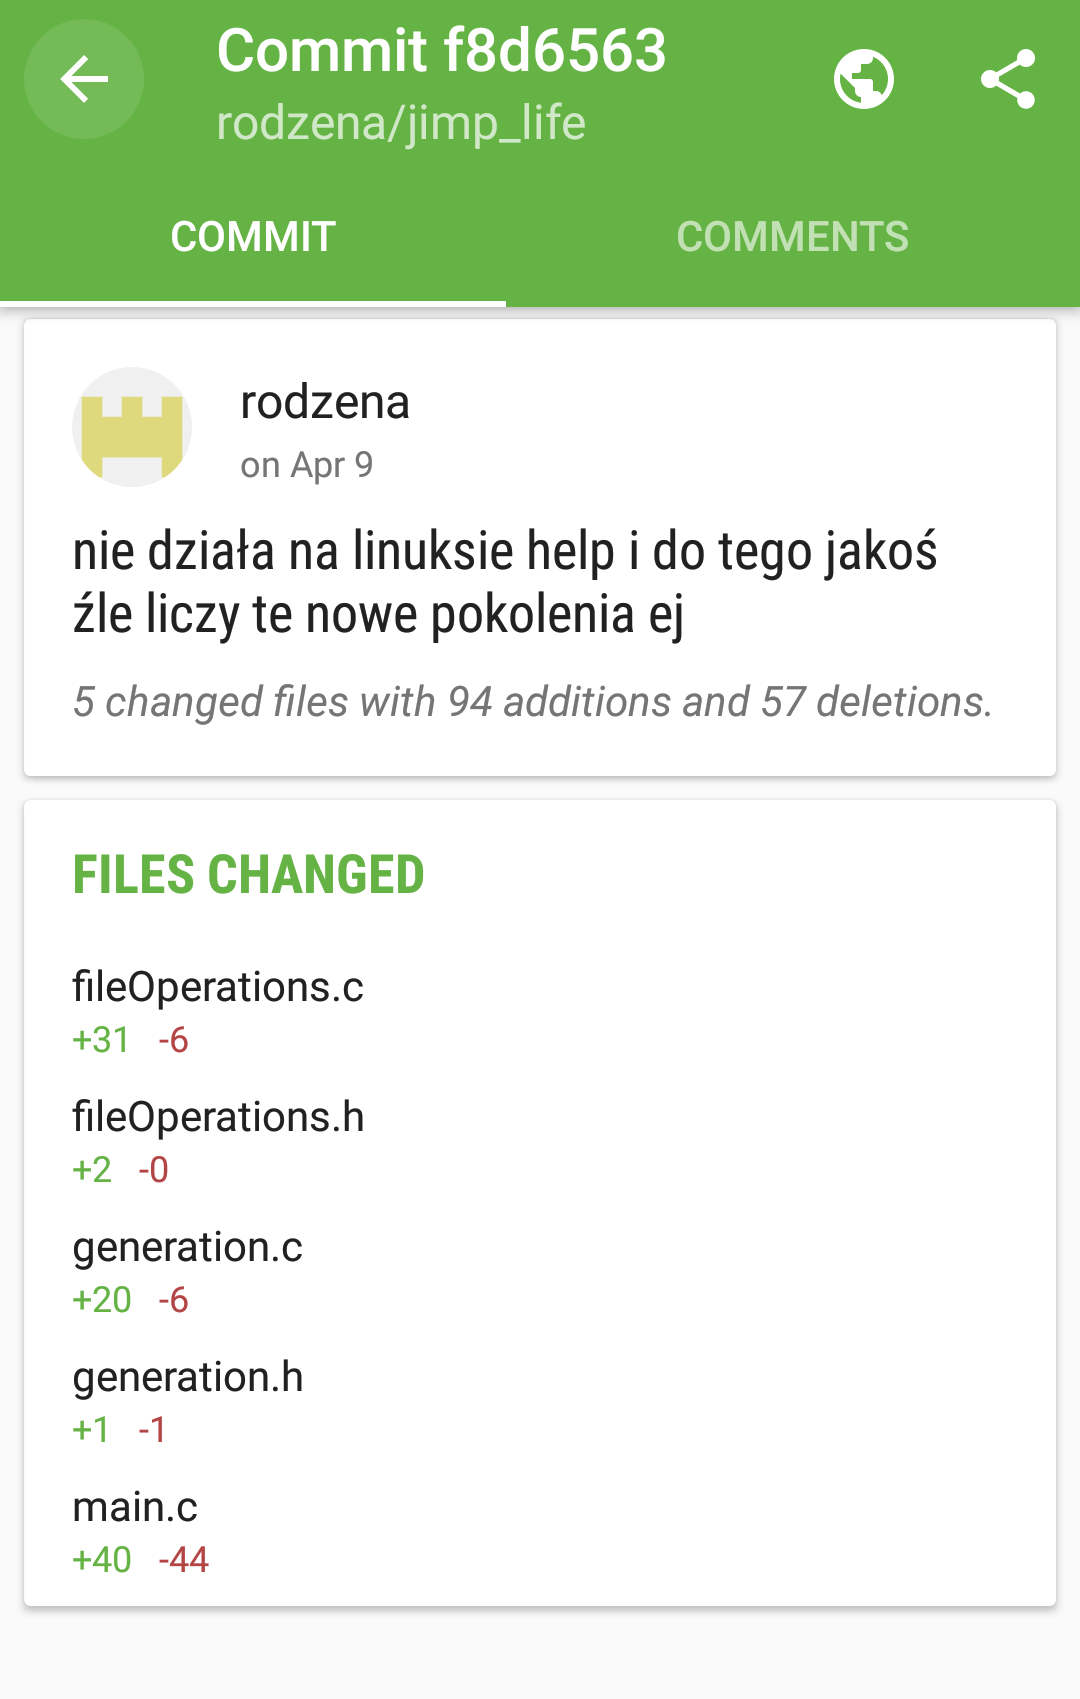 Commit f8d6563
rodzena/jimp_life
COMMIT
COMMENTS
rodzena
on Apr 9
nie działa na linuksie help i do tego jakoś
źle liczy te nowe pokolenia ej
5 changed files with 94 additions and 57 deletions.
FILES CHANGED
fileOperations.c
+31 -6
fileOperations.h
+2 -0
generation.c
+20 -6
generation.h
+1 -1
main.c
+40 -44